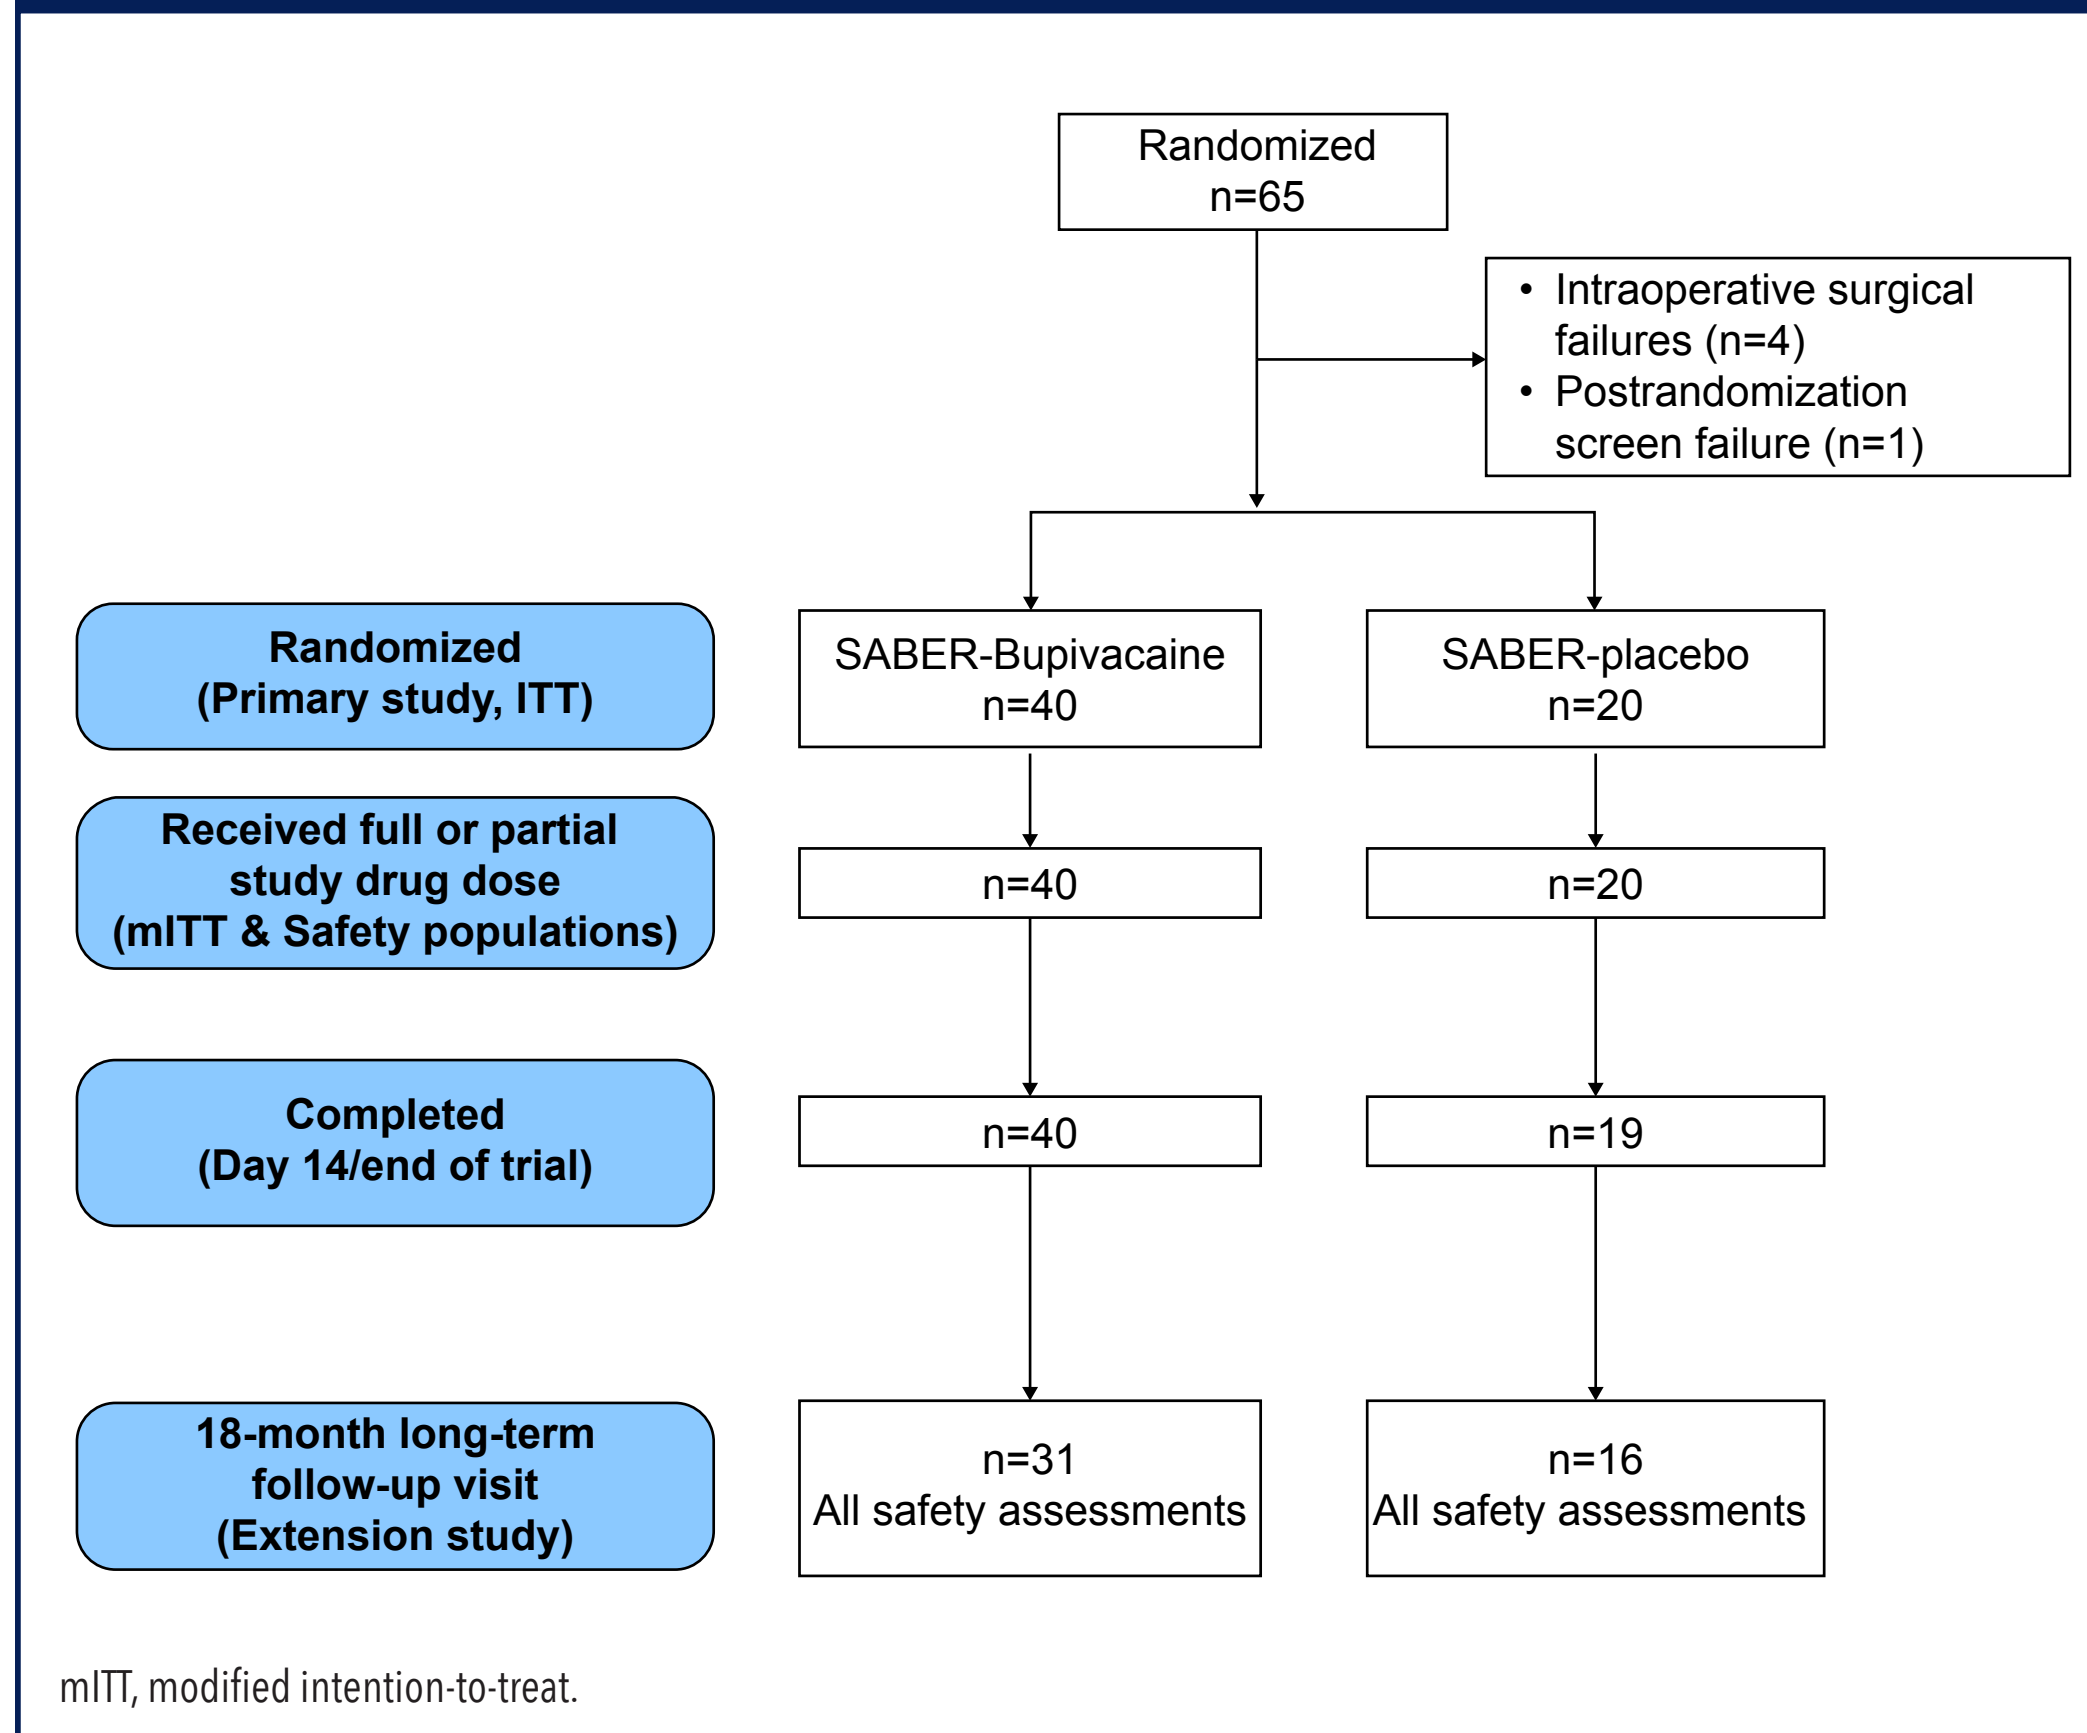 Randomized
n=65
• Intraoperative surgical
failures (n=4)
• Postrandomization
screen failure (n=1)
Randomized
(Primary study, ITT)
SABER-Bupivacaine
n=40
SABER-placebo
n=20
Received full or partial
study drug dose
(mITT & Safety populations)
n=40
n=20
Completed
(Day 14/end of trial)
n=40
n=19
18-month long-term
follow-up visit
(Extension study)
n=31
All safety assessments
n=16
All safety assessments
mITT, modified intention-to-treat.